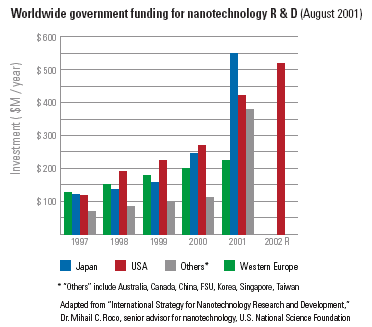 Worldwide government funding for nanotechnology R & D (August 2001)
Investment ( $M / year)
$ 600
$ 500
$ 400
$ 300
$ 200
$ 100
1997 1998 1999 2000 2001 2002 R
Japan USA Others* Western Europe
* "Others" include Australia, Canada, China, FSU, Korea, Singapore, Taiwan
Adapted from "International Strategy for Nanotechnology Research and Development,"
Dr. Mihail C. Roco, senior advisor for nanotechnology, U.S. National Science Foundation